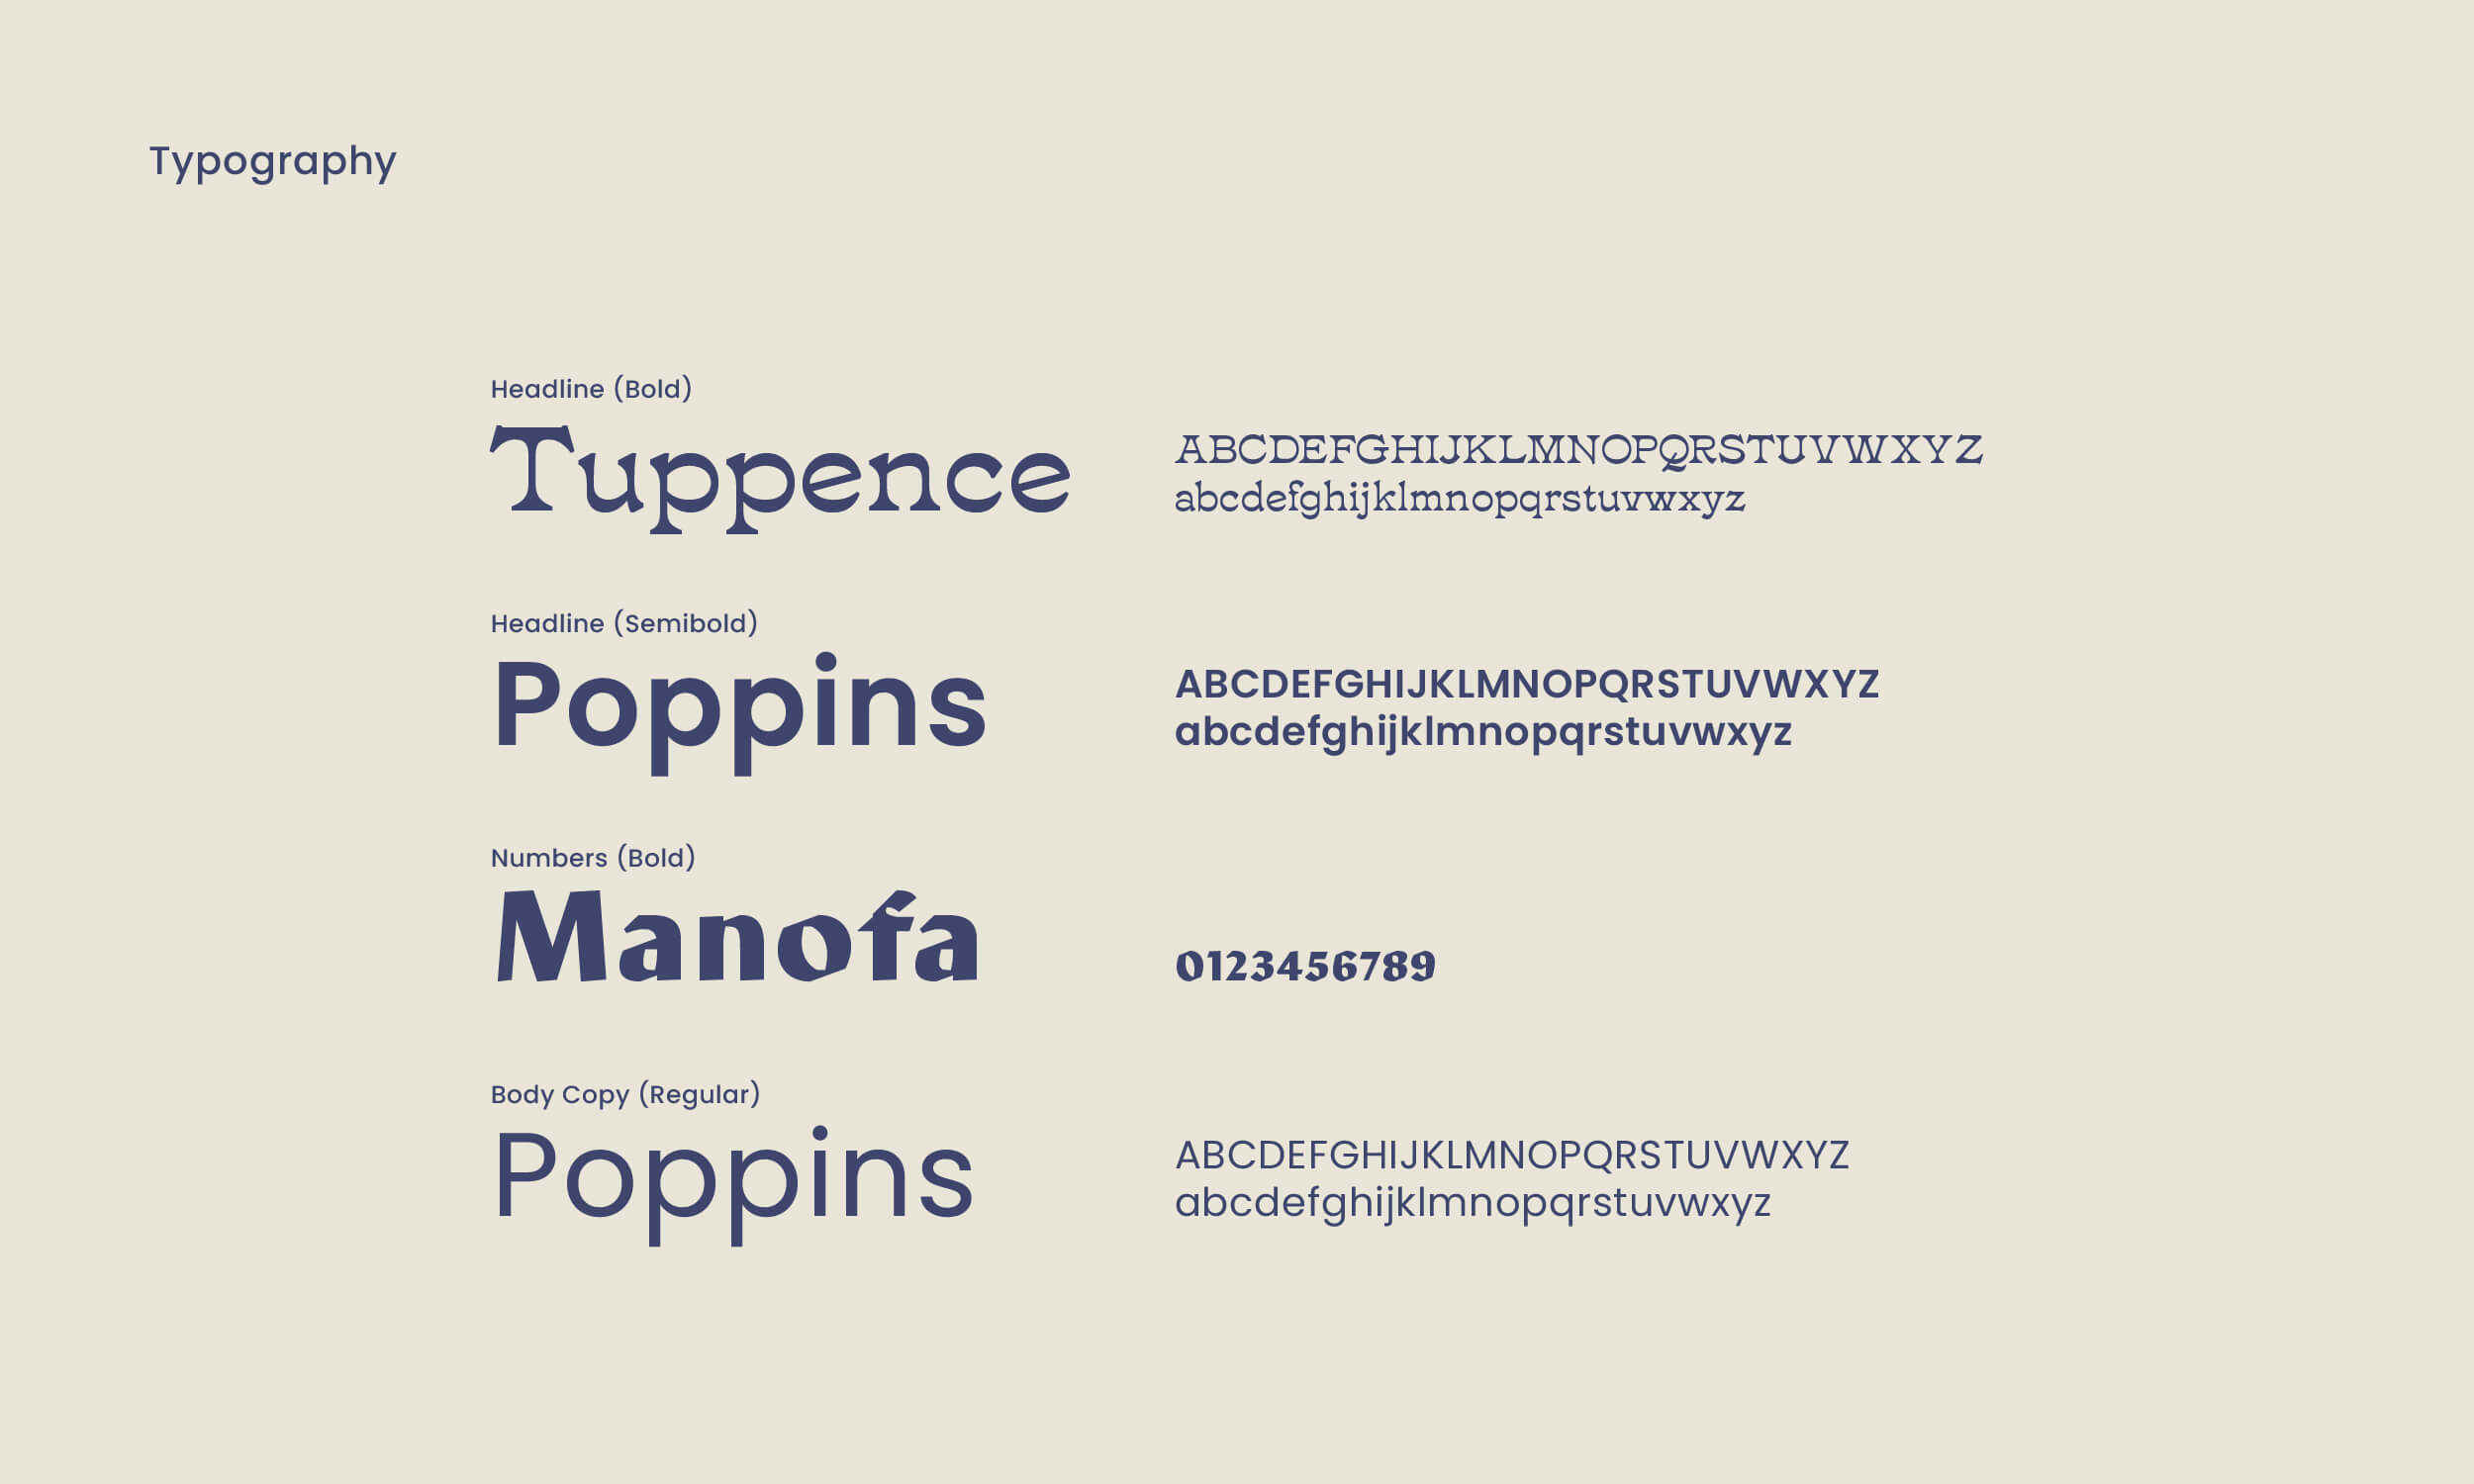 Typography
Headline (Bold)
Tuppence
ABCDEFGHIJKLMNOPQRSTUVWXYZ
abcdefghijklmnopqrstuvwxyz
Headline (Semibold)
Poppins
ABCDEFGHIJKLMNOPQRSTUVWXYZ
abcdefghijklmnopqrstuvwxyz
Numbers (Bold)
Manofa
0123456789
Body Copy (Regular)
Poppins
ABCDEFGHIJKLMNOPQRSTUVWXYZ
abcdefghijklmnopqrstuvwxyz